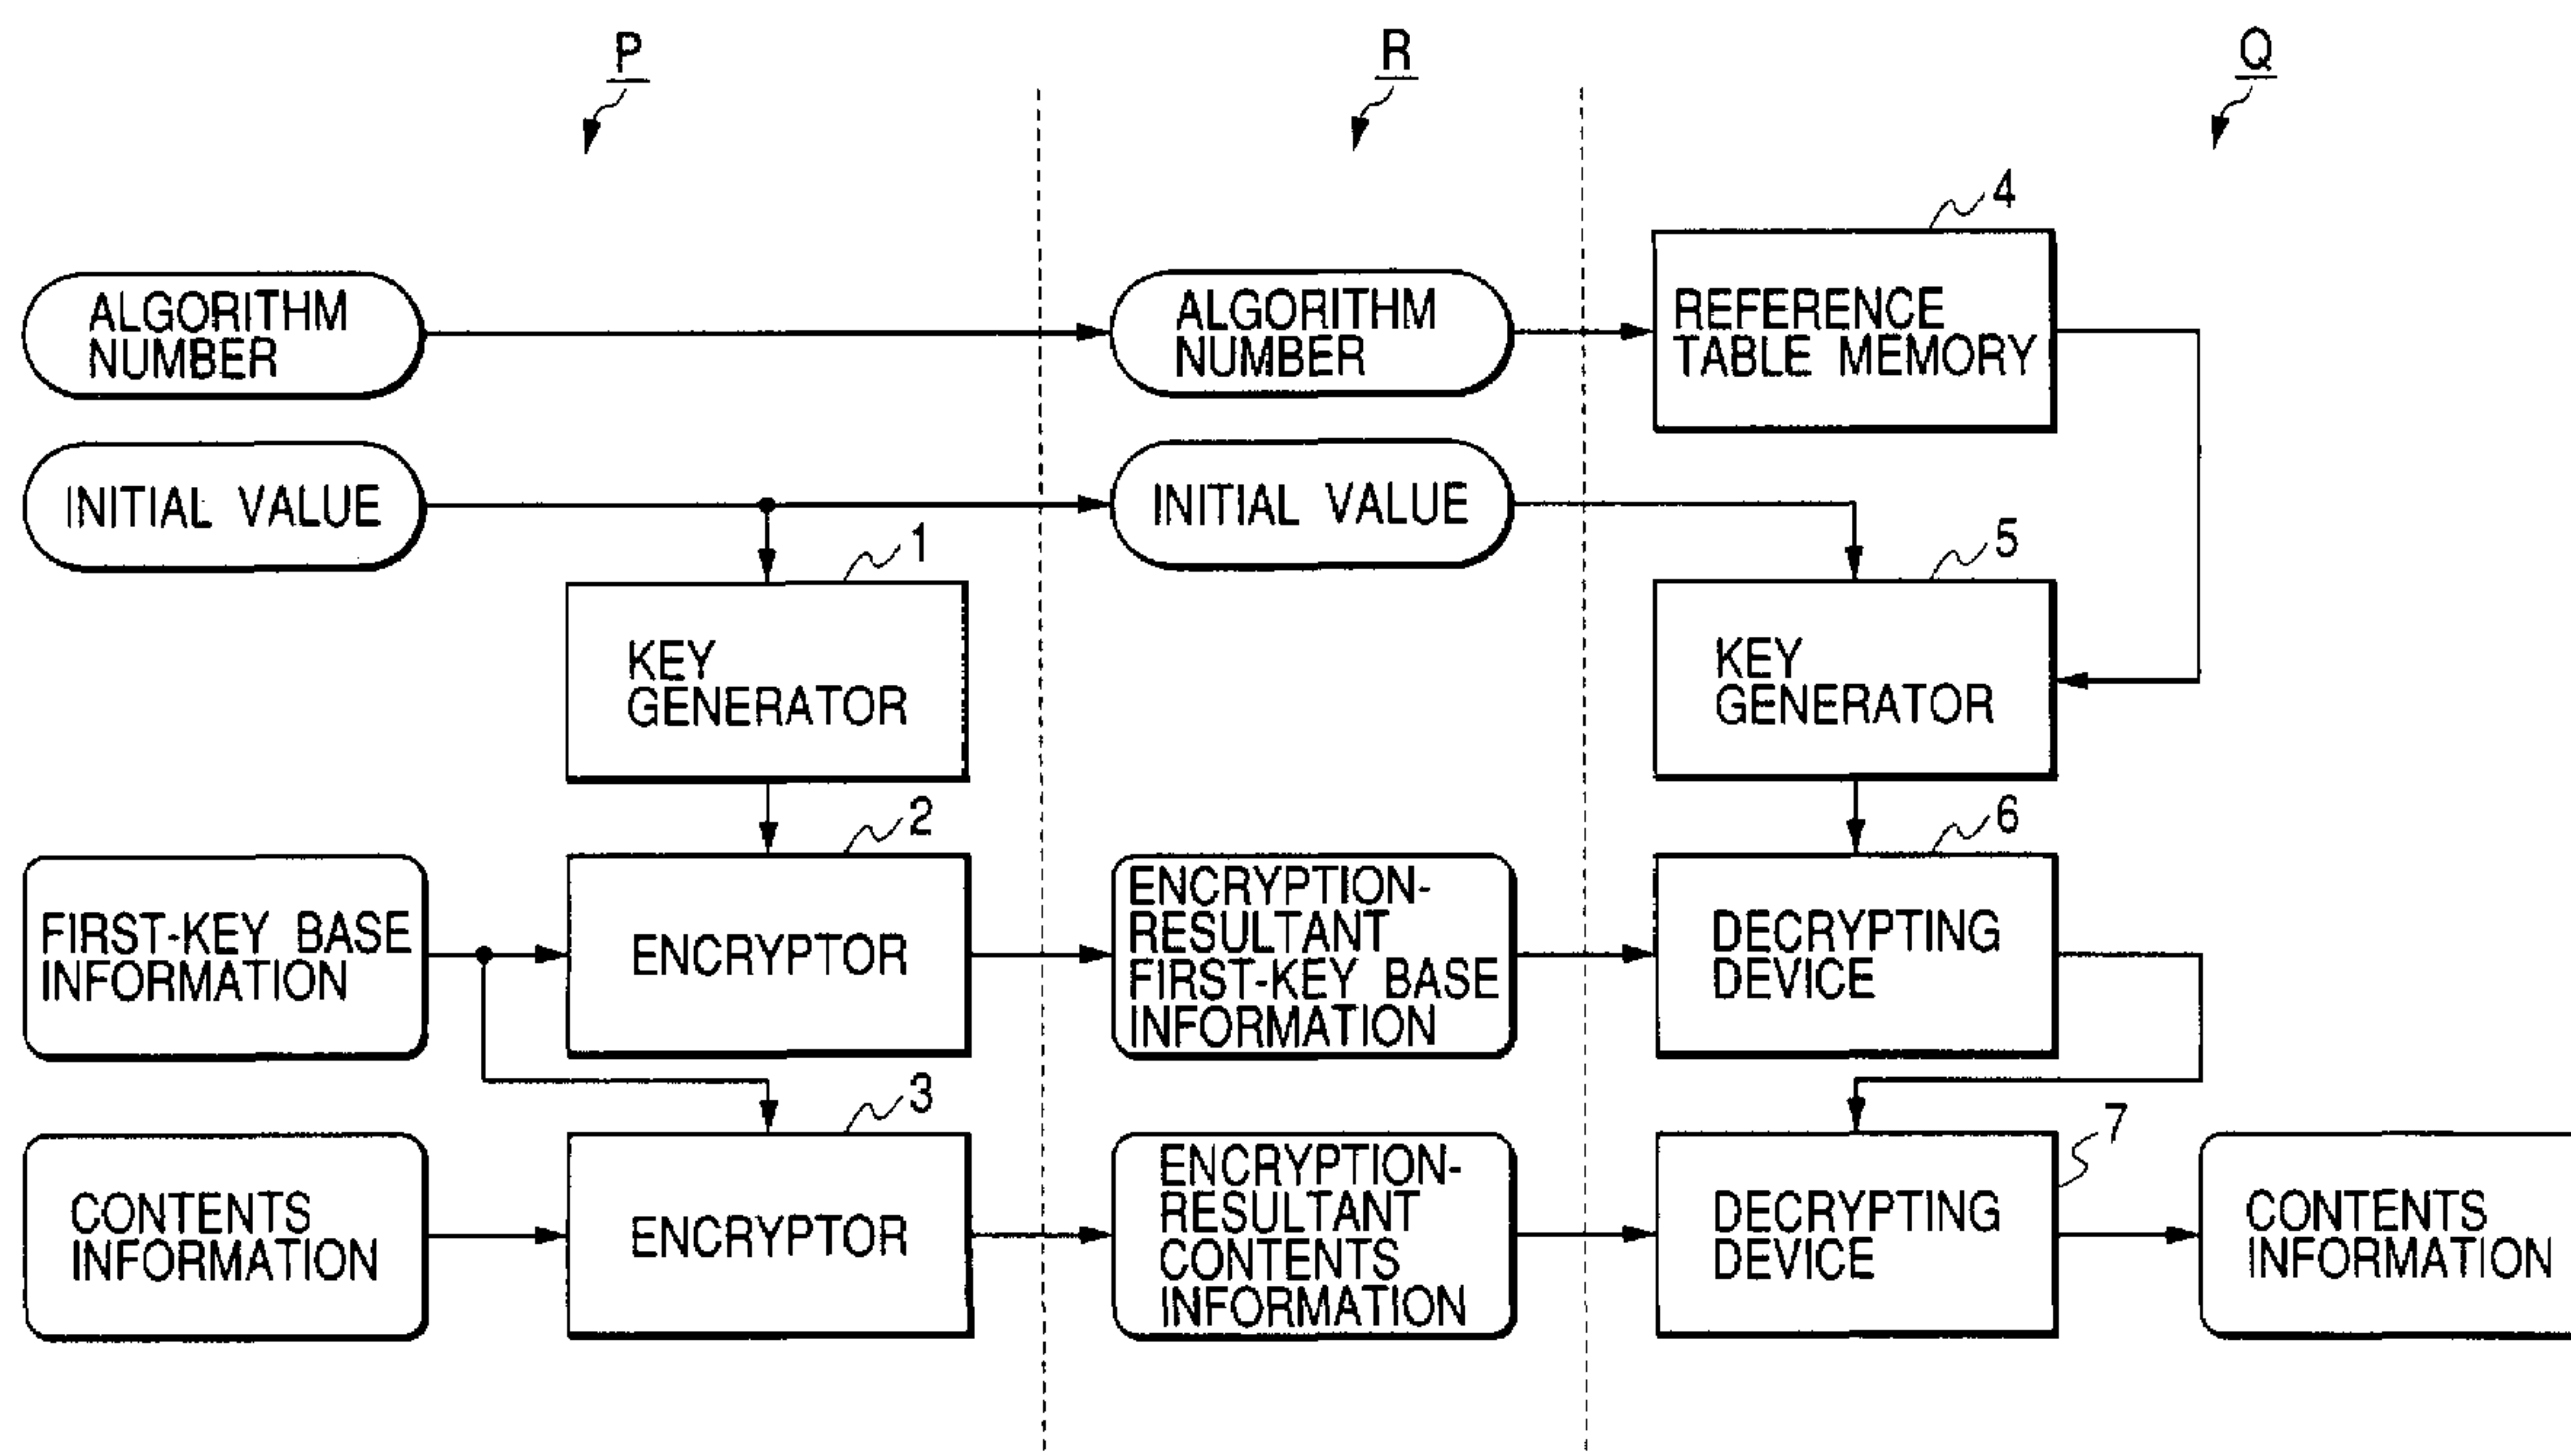 P
R
Q
4
ALGORITHM
NUMBER
ALGORITHM
NUMBER
REFERENCE
TABLE MEMORY
INITIAL VALUE
INITIAL VALUE
1
5
KEY
GENERATOR
KEY
GENERATOR
2
6
FIRST-KEY BASE
INFORMATION
ENCRYPTOR
ENCRYPTION-
RESULTANT
FIRST-KEY BASE
INFORMATION
DECRYPTING
DEVICE
3
7
CONTENTS
INFORMATION
ENCRYPTOR
ENCRYPTION-
RESULTANT
CONTENTS
INFORMATION
DECRYPTING
DEVICE
CONTENTS
INFORMATION